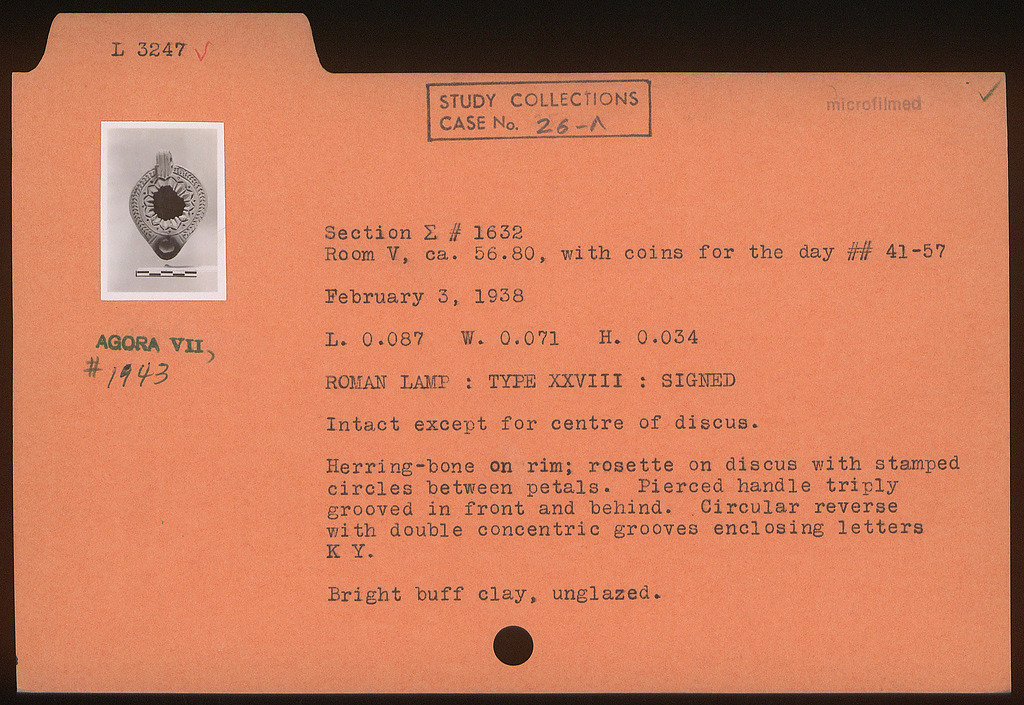 L 3247 ✓
STUDY COLLECTIONS
CASE No. 26-Λ
microfilmed ✓
Section Σ # 1632
Room V, ca. 56.80, with coins for the day ## 41-57
February 3, 1938
AGORA VII,
# 1943
L. 0.087 W. 0.071 H. 0.034
ROMAN LAMP : TYPE XXVIII : SIGNED
Intact except for centre of discus.
Herring-bone on rim; rosette on discus with stamped
circles between petals. Pierced handle triply
grooved in front and behind. Circular reverse
with double concentric grooves enclosing letters
K Y.
Bright buff clay, unglazed.